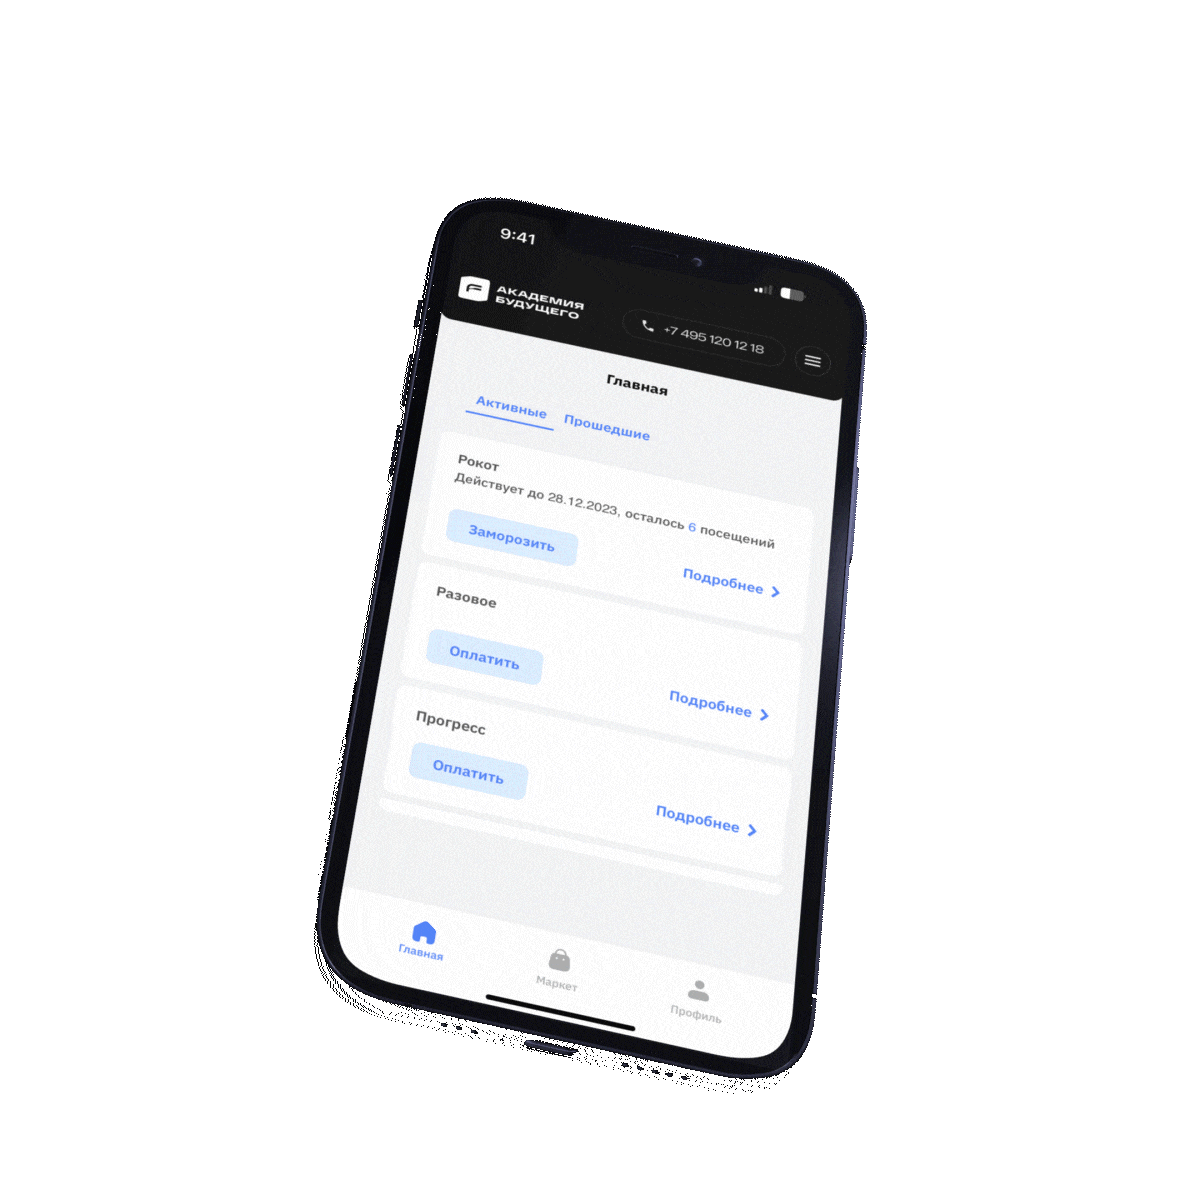 9:41
АКАДЕМИЯ
БУДУЩЕГО
+7 495 120 12 18
Главная
Активные Прошедшие
Рокот
Действует до 28.12.2023, осталось 6 посещений
Заморозить
Подробнее
Разовое
Оплатить
Подробнее
Прогресс
Оплатить
Подробнее
Главная
Маркет
Профиль